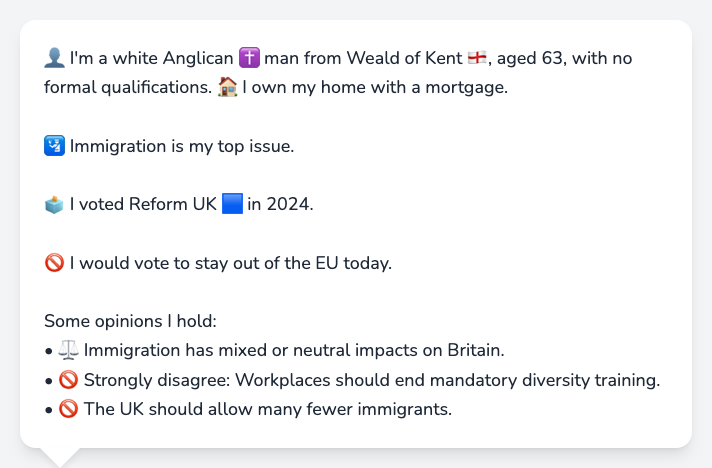 👤 I'm a white Anglican ✝️ man from Weald of Kent 🏴󠁧󠁢󠁥󠁮󠁧󠁿, aged 63, with no
formal qualifications. 🏠 I own my home with a mortgage.
🛂 Immigration is my top issue.
🗳️ I voted Reform UK 🟦 in 2024.
🚫 I would vote to stay out of the EU today.
Some opinions I hold:
• ⚖️ Immigration has mixed or neutral impacts on Britain.
• 🚫 Strongly disagree: Workplaces should end mandatory diversity training.
• 🚫 The UK should allow many fewer immigrants.